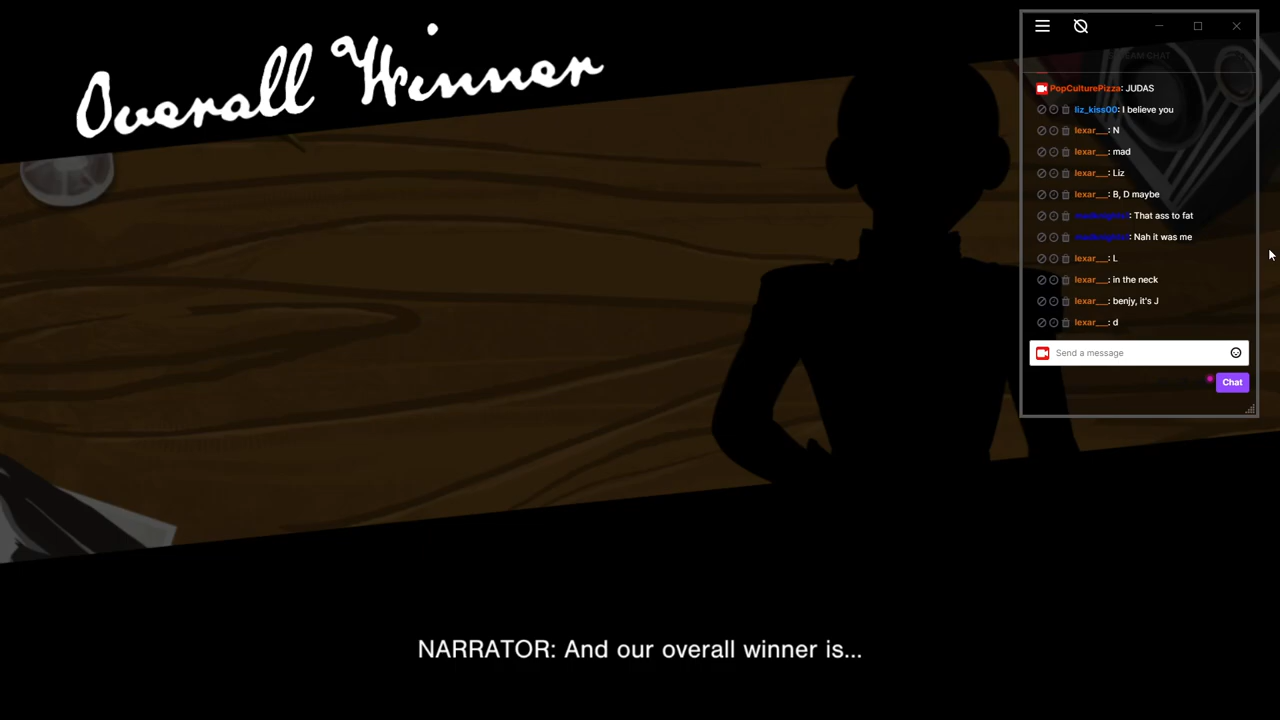 Overall Winner
PopCulturePizza: JUDAS
liz_kiss00: I believe you
lexar___: N
lexar___: mad
lexar___: Liz
lexar___: B, D maybe
: That ass to fat
: Nah it was me
lexar___: L
lexar___: in the neck
lexar___: benjy, it's J
lexar___: d
Send a message
Chat
NARRATOR: And our overall winner is...